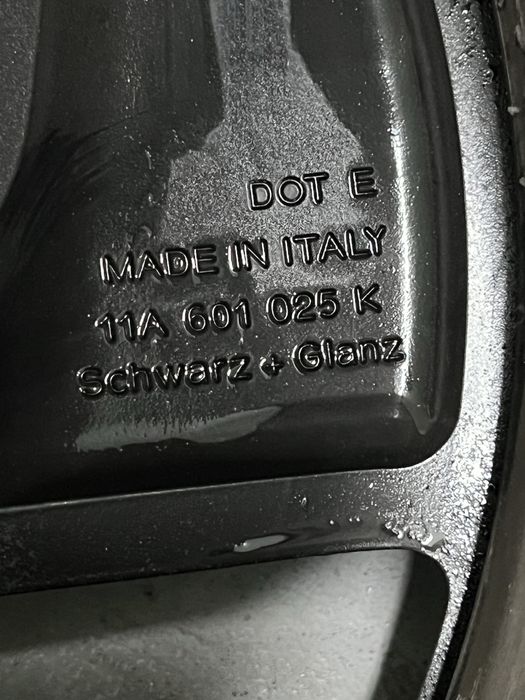 DOT E
MADE IN ITALY
11A 601 025 K
Schwarz + Glanz